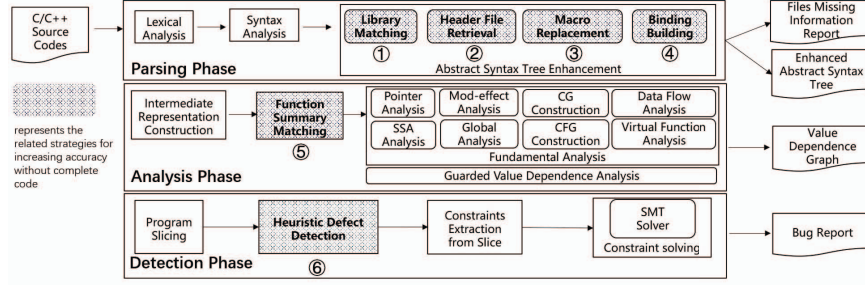 C/C++
Source
Codes
Lexical
Analysis
Syntax
Analysis
Library
Matching
①
Header File
Retrieval
②
Macro
Replacement
③
Binding
Building
④
Abstract Syntax Tree Enhancement
Parsing Phase
Files Missing
Information
Report
Enhanced
Abstract Syntax
Tree
represents the
related strategies for
increasing accuracy
without complete
code
Intermediate
Representation
Construction
Function
Summary
Matching
⑤
Pointer
Analysis
Mod-effect
Analysis
CG
Construction
Data Flow
Analysis
SSA
Analysis
Global
Analysis
CFG
Construction
Virtual Function
Analysis
Fundamental Analysis
Guarded Value Dependence Analysis
Analysis Phase
Value
Dependence
Graph
Program
Slicing
Heuristic Defect
Detection
⑥
Constraints
Extraction
from Slice
SMT
Solver
Constraint solving
Detection Phase
Bug Report